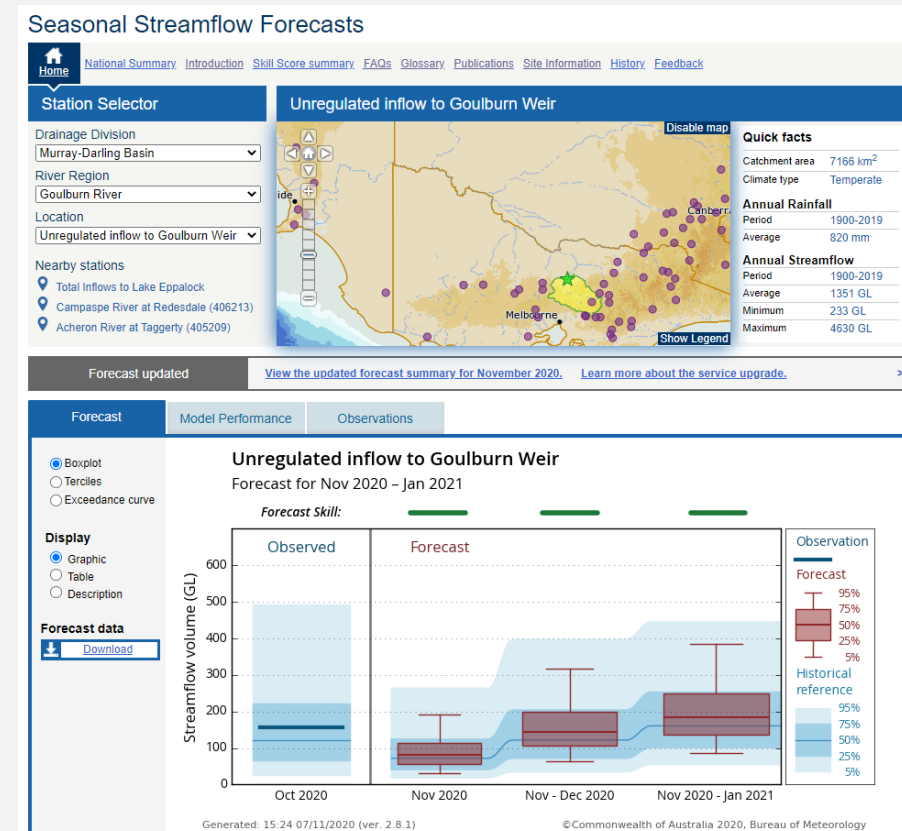 Seasonal Streamflow Forecasts
Home National Summary Introduction Skill Score summary FAQs Glossary Publications Site Information History Feedback
Station Selector
Drainage Division
Murray-Darling Basin
River Region
Goulburn River
Location
Unregulated inflow to Goulburn Weir
Nearby stations
Total Inflows to Lake Eppalock
Campaspe River at Redesdale (406213)
Acheron River at Taggerty (405209)
Unregulated inflow to Goulburn Weir
Disable map
ide
Canberr
Melbourne
Show Legend
Quick facts
Catchment area 7166 km2
Climate type Temperate
Annual Rainfall
Period 1900-2019
Average 820 mm
Annual Streamflow
Period 1900-2019
Average 1351 GL
Minimum 233 GL
Maximum 4630 GL
Forecast updated View the updated forecast summary for November 2020. Learn more about the service upgrade. >
Forecast Model Performance Observations
Boxplot
Terciles
Exceedance curve
Display
Graphic
Table
Description
Forecast data
Download
Unregulated inflow to Goulburn Weir
Forecast for Nov 2020 – Jan 2021
Forecast Skill:
Observed Forecast
Streamflow volume (GL)
600
500
400
300
200
100
0
Oct 2020 Nov 2020 Nov - Dec 2020 Nov 2020 - Jan 2021
Observation
Forecast
95%
75%
50%
25%
5%
Historical
reference
95%
75%
50%
25%
5%
Generated: 15:24 07/11/2020 (ver. 2.8.1) ©Commonwealth of Australia 2020, Bureau of Meteorology